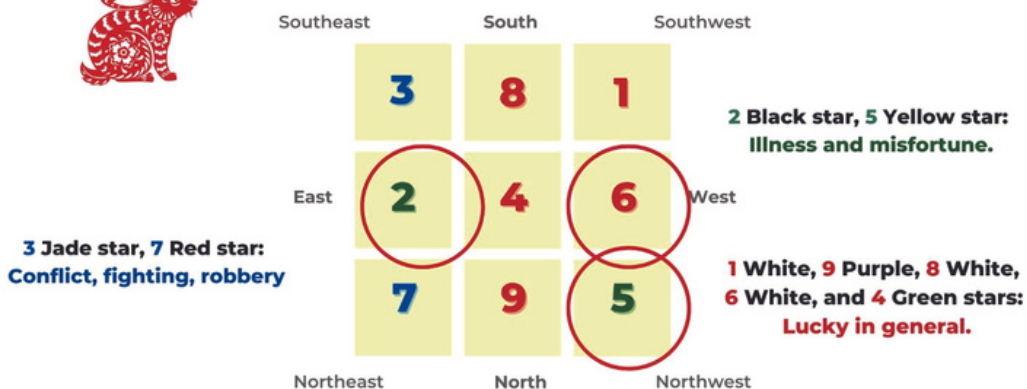 Southeast South Southwest
3 8 1
2 Black star, 5 Yellow star:
Illness and misfortune.
East 2 4 6 West
3 Jade star, 7 Red star:
Conflict, fighting, robbery
7 9 5
1 White, 9 Purple, 8 White,
6 White, and 4 Green stars:
Lucky in general.
Northeast North Northwest